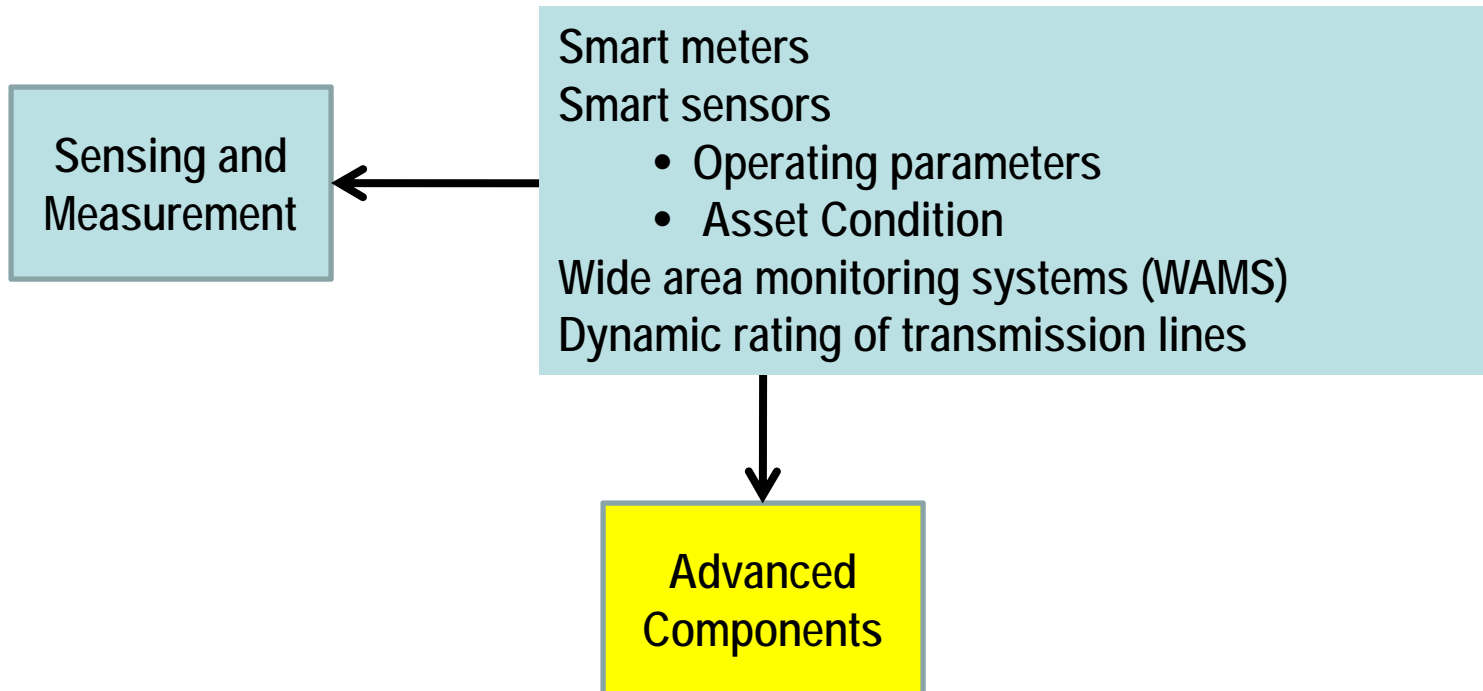 Smart meters
Smart sensors
• Operating parameters
• Asset Condition
Wide area monitoring systems (WAMS)
Dynamic rating of transmission lines
Sensing and
Measurement
Advanced
Components